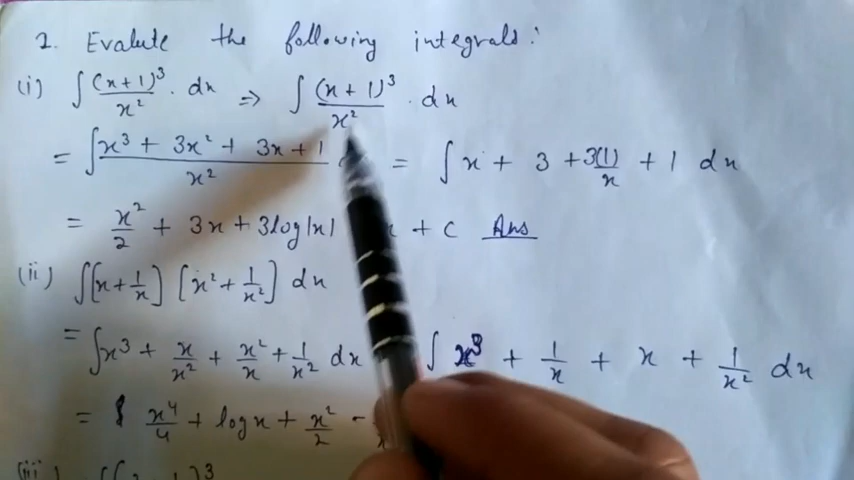 2. Evalute the following integrals:
(i) ∫ (x+1)³/x² . dx ⇒ ∫ (x+1)³/x² . dx
= ∫ x³ + 3x² + 3x + 1/x² = ∫ x + 3 + 3(1)/x + 1 dx
= x²/2 + 3x + 3log|x| x + c Ans
(ii) ∫[x+1/x] [x²+1/x²] dx
= ∫x³ + x/x² + x²/x + 1/x² dx ∫ x³ + 1/x + x + 1/x² dx
= x⁴/4 + logx + x²/2 -
(iii)